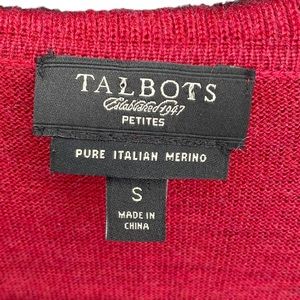 TALBOTS
Established 1947
PETITES
PURE ITALIAN MERINO
S
MADE IN
CHINA